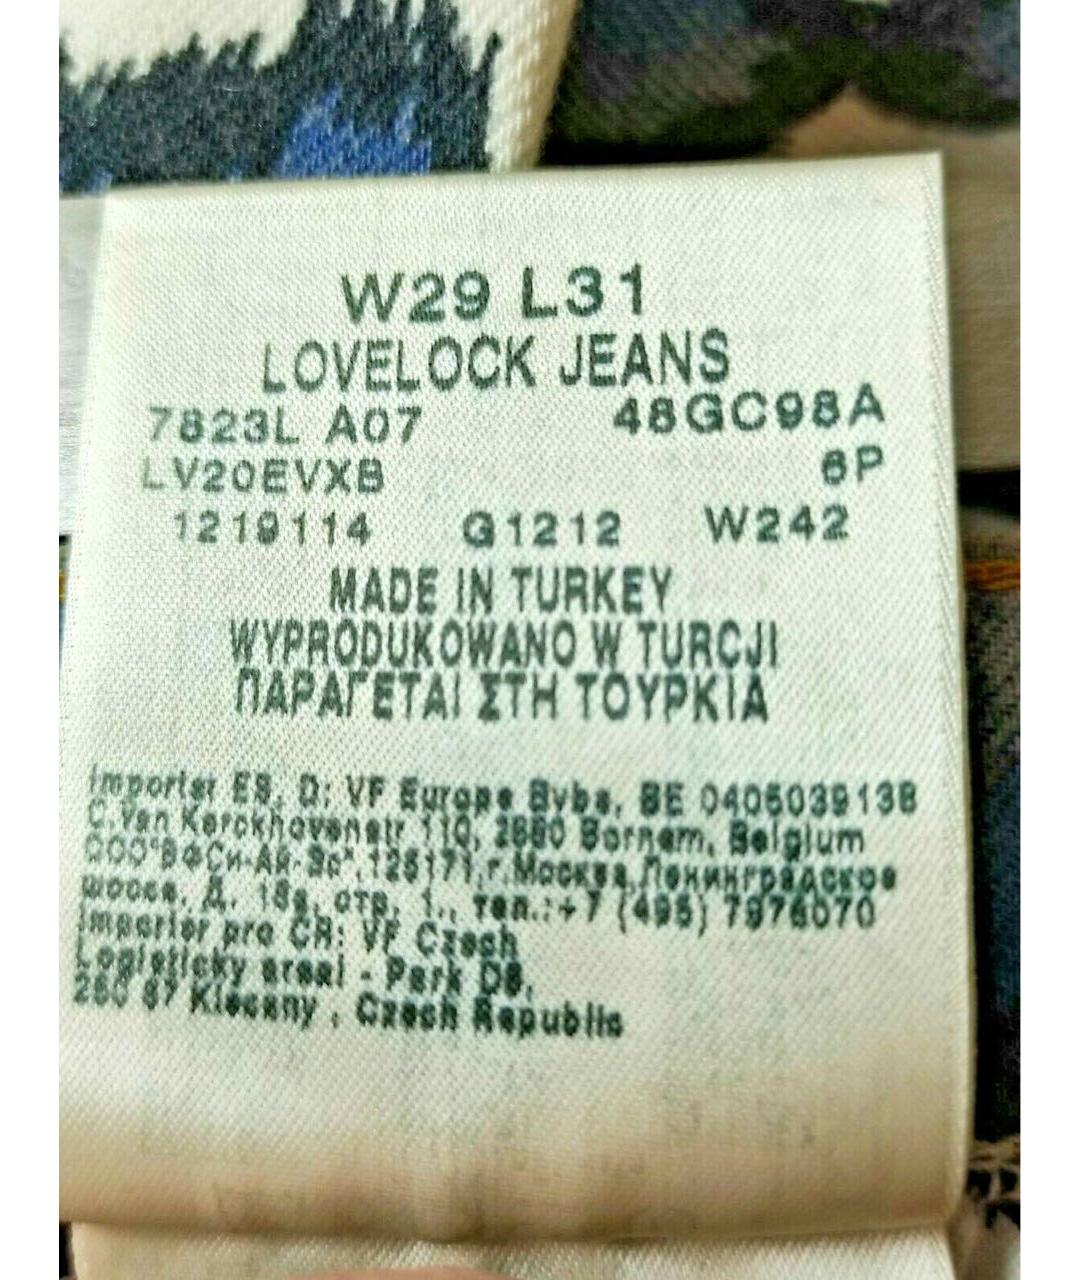 W29 L31
LOVELOCK JEANS
7823L A07 48GC98A
LV20EVXB 6P
1219114 G1212 W242
MADE IN TURKEY
WYPRODUKOWANO W TURCJI
ΠΑΡΑΓΕΤΑΙ ΣΤΗ ΤΟΥΡΚΙΑ
Importer ES, D: VF Europe Bvba, BE 0405039138
C.Van Kerckhovenstr 110, 2880 Bornem, Belgium
ООО"ВФСи-Ай-Эс",125171,г.Москва,Ленинградское
шоссе, Д. 16а, стр. 1., тел.:+7 (495) 7976070
Importer pro ČR: VF Czech
Logisticky areal - Park D8,
250 67 Klecany, Czech Republic